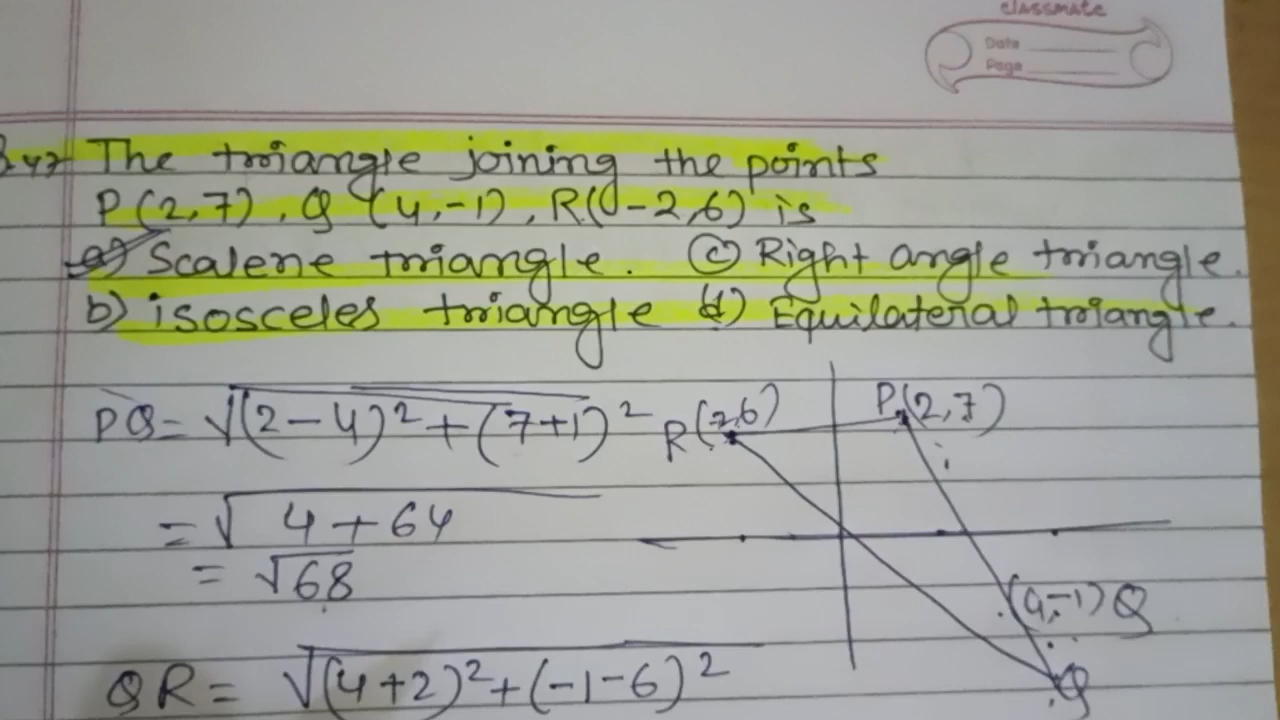 classmate
Date
Page
Q.47 The triangle joining the points
P(2,7), Q (4,-1), R(-2,6) is
a) Scalene triangle. (c) Right angle triangle.
b) isosceles triangle d) Equilateral triangle.
PQ = √(2-4)² + (7+1)²
R(-2,6)
P(2,7)
= √4+64
= √68
(4,-1) Q
Q
QR = √(4+2)² + (-1-6)²